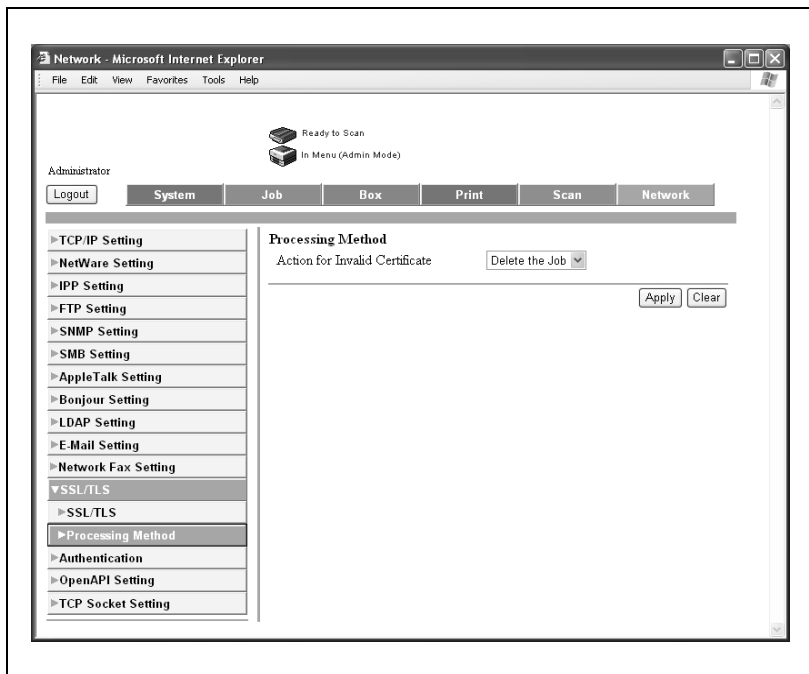 Network - Microsoft Internet Explorer
File Edit View Favorites Tools Help
Ready to Scan
In Menu (Admin Mode)
Administrator
Logout System Job Box Print Scan Network
TCP/IP Setting
NetWare Setting
IPP Setting
FTP Setting
SNMP Setting
SMB Setting
AppleTalk Setting
Bonjour Setting
LDAP Setting
E-Mail Setting
Network Fax Setting
SSL/TLS
SSL/TLS
Processing Method
Authentication
OpenAPI Setting
TCP Socket Setting
Processing Method
Action for Invalid Certificate Delete the Job
Apply Clear